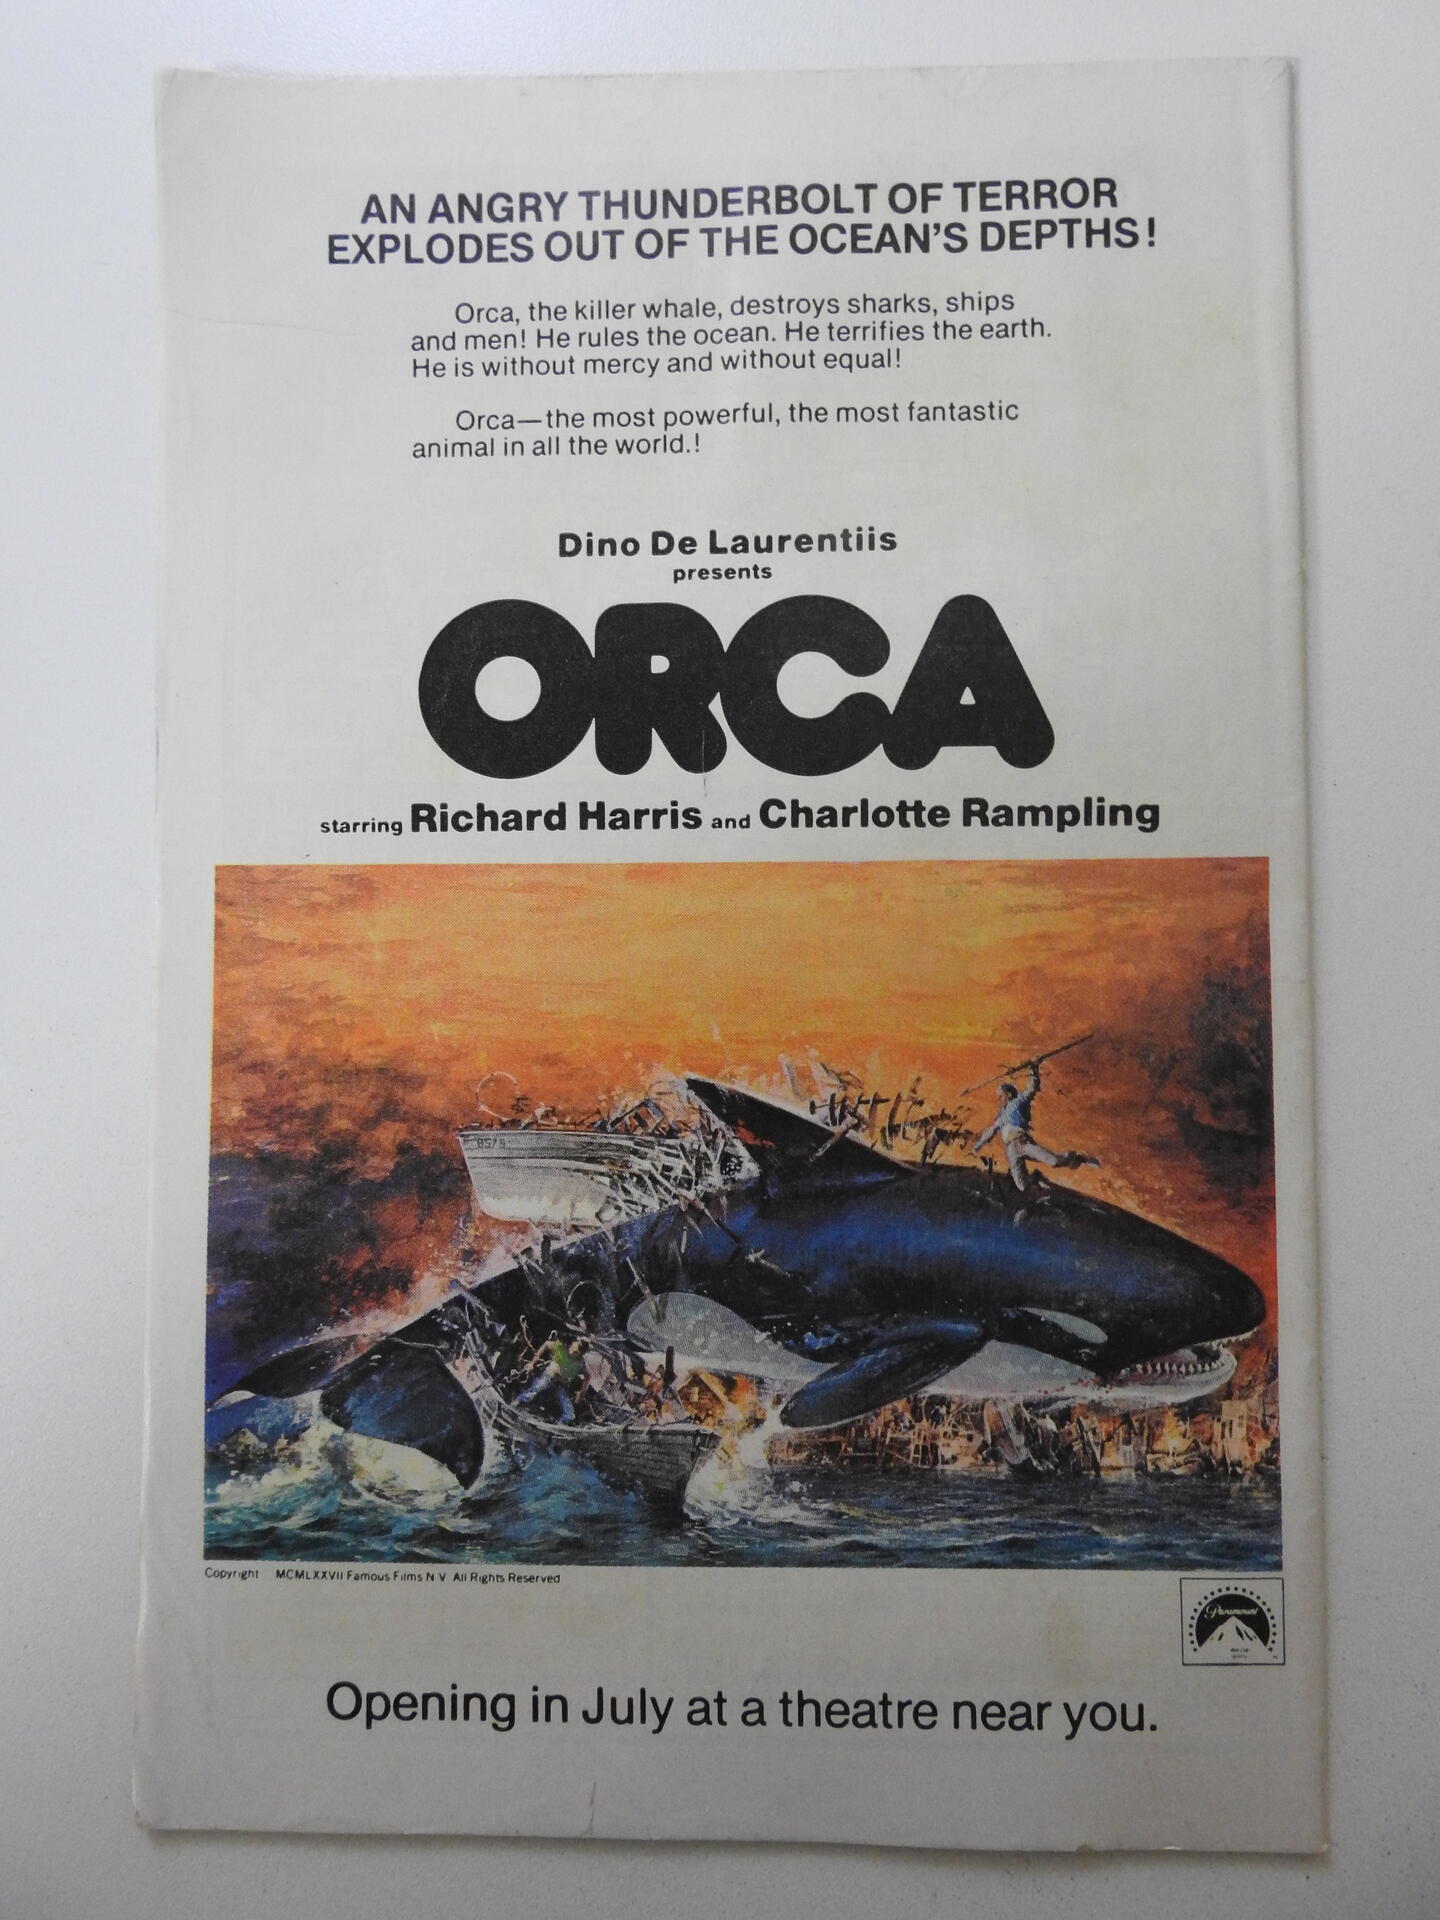 AN ANGRY THUNDERBOLT OF TERROR
EXPLODES OUT OF THE OCEAN'S DEPTHS!
Orca, the killer whale, destroys sharks, ships
and men! He rules the ocean. He terrifies the earth.
He is without mercy and without equal!
Orca—the most powerful, the most fantastic
animal in all the world.!
Dino De Laurentiis
presents
ORCA
starring Richard Harris and Charlotte Rampling
Copyright MCMLXXVII Famous Films N V All Rights Reserved
Paramount
Opening in July at a theatre near you.